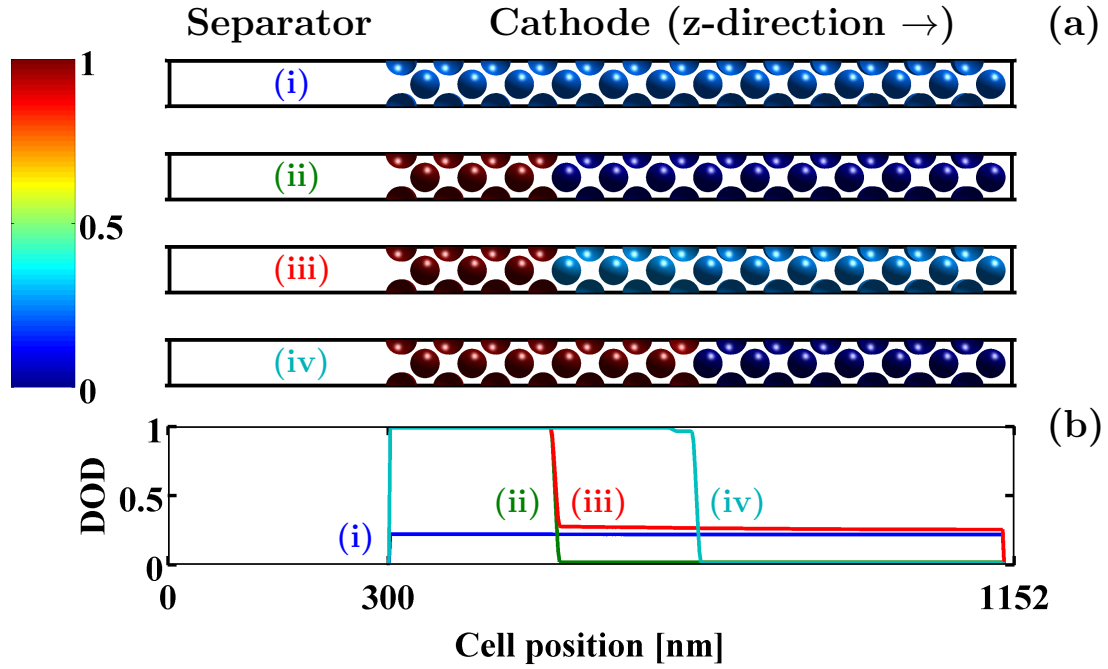 Separator Cathode (z-direction →) (a)
1
(i)
(ii)
0.5
(iii)
(iv)
0
(b)
1
DOD
0.5
(ii) (iii) (iv)
(i)
0
0 300 1152
Cell position [nm]